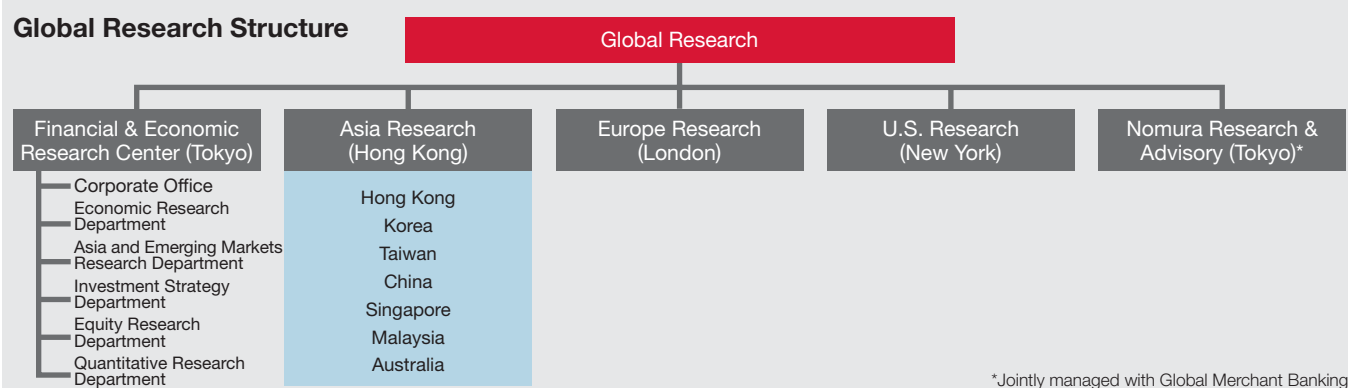 Global Research Structure
Global Research
Financial & Economic
Research Center (Tokyo)
Asia Research
(Hong Kong)
Europe Research
(London)
U.S. Research
(New York)
Nomura Research &
Advisory (Tokyo)*
Corporate Office
Economic Research
Department
Asia and Emerging Markets
Research Department
Investment Strategy
Department
Equity Research
Department
Quantitative Research
Department
Hong Kong
Korea
Taiwan
China
Singapore
Malaysia
Australia
*Jointly managed with Global Merchant Banking